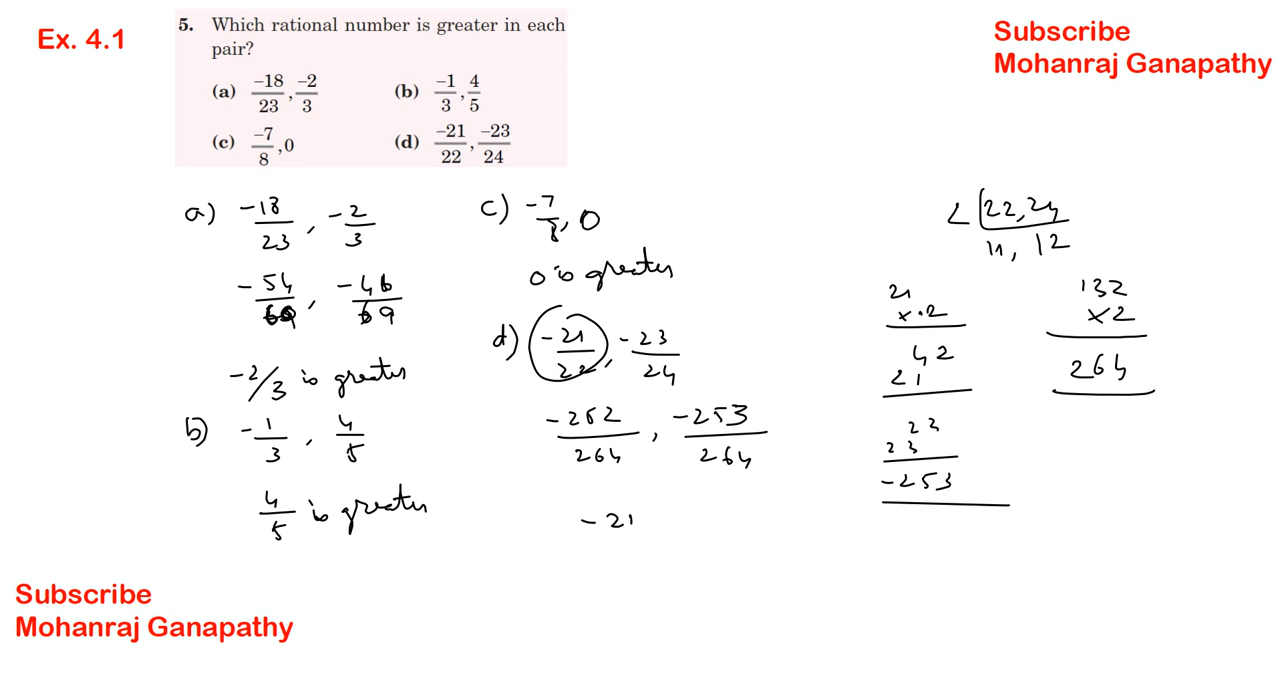 Ex. 4.1
5. Which rational number is greater in each
pair?
(a) -18/23, -2/3 (b) -1/3, 4/5
(c) -7/8, 0 (d) -21/22, -23/24
Subscribe
Mohanraj Ganapathy
a) -18/23, -2/3
-54/69, -46/69
-2/3 is greater
b) -1/3, 4/5
4/5 is greater
c) -7/8, 0
0 is greater
d) -21/22, -23/24
-262/264, -253/264
-21
2 22, 24
11, 12
21
×.2
42
21
23
23
-253
132
×2
264
Subscribe
Mohanraj Ganapathy